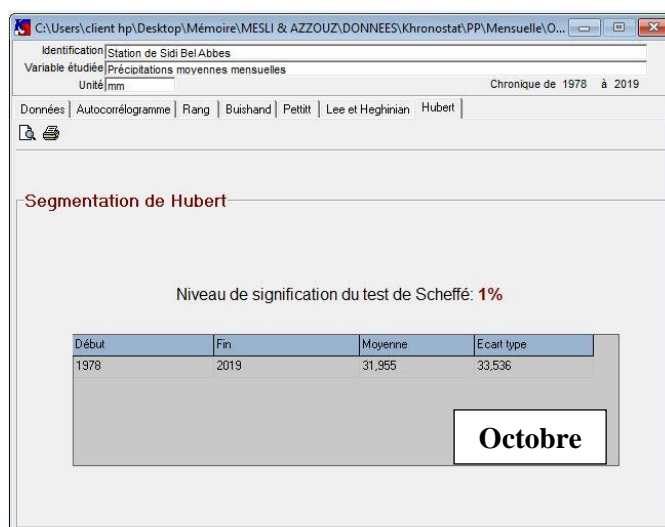 C:\Users\client hp\Desktop\Mémoire\MESLI & AZZOUZ\DONNEES\Khronostat\PP\Mensuelle\O...
Identification Station de Sidi Bel Abbes
Variable étudiée Précipitations moyennes mensuelles
Unité mm Chronique de 1978 à 2019
Données Autocorrélogramme Rang Buishand Pettitt Lee et Heghinian Hubert
Segmentation de Hubert
Niveau de signification du test de Scheffé: 1%
Début Fin Moyenne Ecart type
1978 2019 31,955 33,536
Octobre